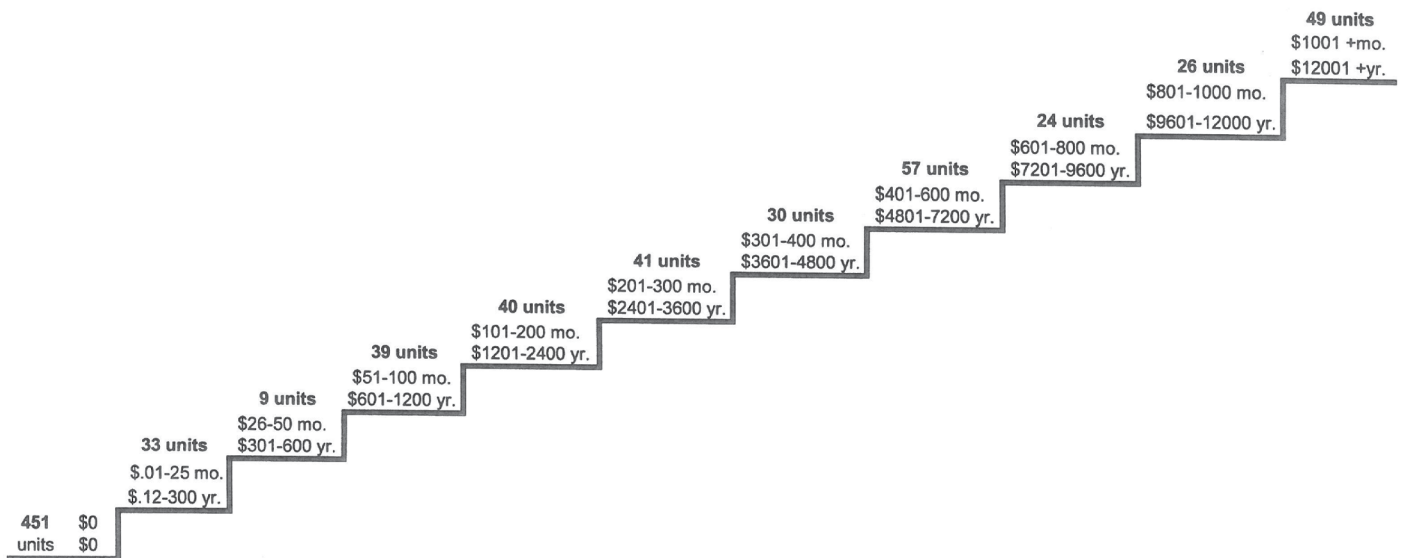 451 $0
units $0
33 units
$.01-25 mo.
$.12-300 yr.
9 units
$26-50 mo.
$301-600 yr.
39 units
$51-100 mo.
$601-1200 yr.
40 units
$101-200 mo.
$1201-2400 yr.
41 units
$201-300 mo.
$2401-3600 yr.
30 units
$301-400 mo.
$3601-4800 yr.
57 units
$401-600 mo.
$4801-7200 yr.
24 units
$601-800 mo.
$7201-9600 yr.
26 units
$801-1000 mo.
$9601-12000 yr.
49 units
$1001 +mo.
$12001 +yr.